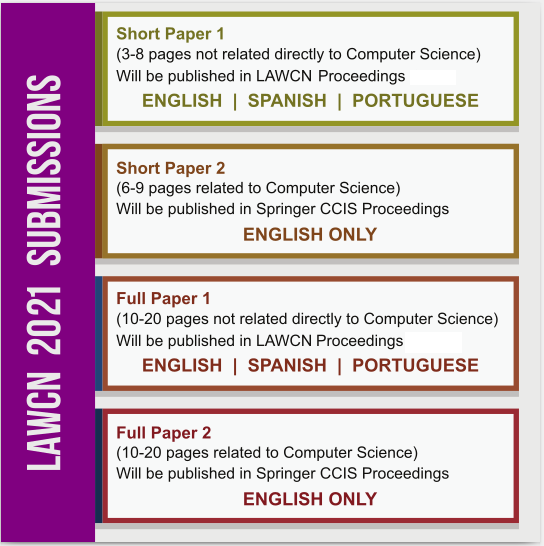 LAWCN 2021 SUBMISSIONS
Short Paper 1
(3-8 pages not related directly to Computer Science)
Will be published in LAWCN Proceedings
ENGLISH | SPANISH | PORTUGUESE
Short Paper 2
(6-9 pages related to Computer Science)
Will be published in Springer CCIS Proceedings
ENGLISH ONLY
Full Paper 1
(10-20 pages not related directly to Computer Science)
Will be published in LAWCN Proceedings
ENGLISH | SPANISH | PORTUGUESE
Full Paper 2
(10-20 pages related to Computer Science)
Will be published in Springer CCIS Proceedings
ENGLISH ONLY